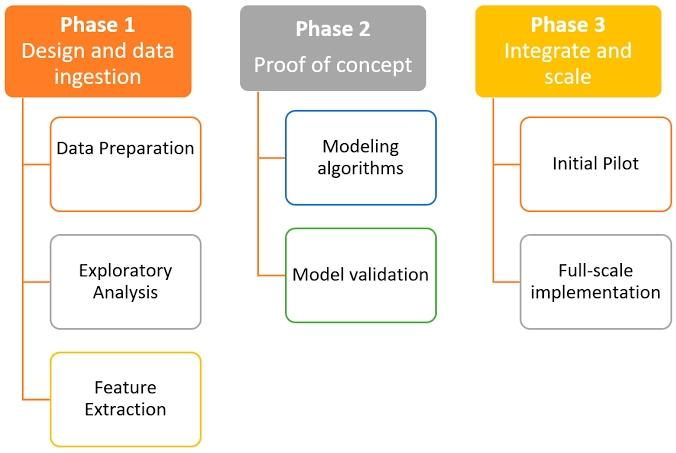 Phase 1
Design and data
ingestion
Data Preparation
Exploratory
Analysis
Feature
Extraction
Phase 2
Proof of concept
Modeling
algorithms
Model validation
Phase 3
Integrate and
scale
Initial Pilot
Full-scale
implementation